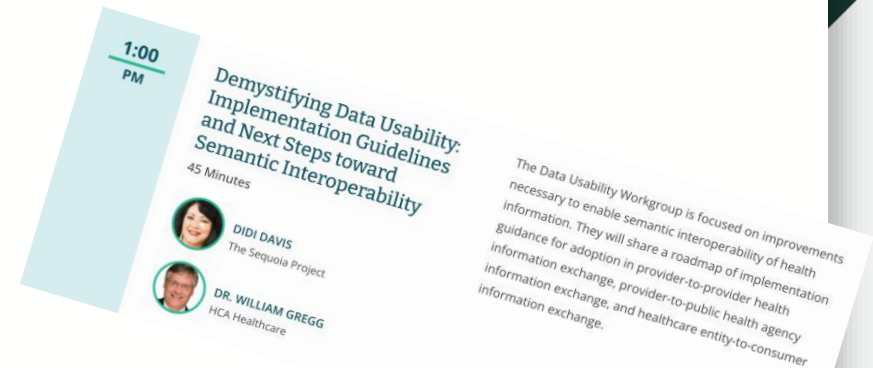 1:00
PM
Demystifying Data Usability:
Implementation Guidelines
and Next Steps toward
Semantic Interoperability
45 Minutes
DIDI DAVIS
The Sequoia Project
DR. WILLIAM GREGG
HCA Healthcare
The Data Usability Workgroup is focused on improvements
necessary to enable semantic interoperability of health
information. They will share a roadmap of implementation
guidance for adoption in provider-to-provider health
information exchange, provider-to-public health agency
information exchange, and healthcare entity-to-consumer
information exchange.